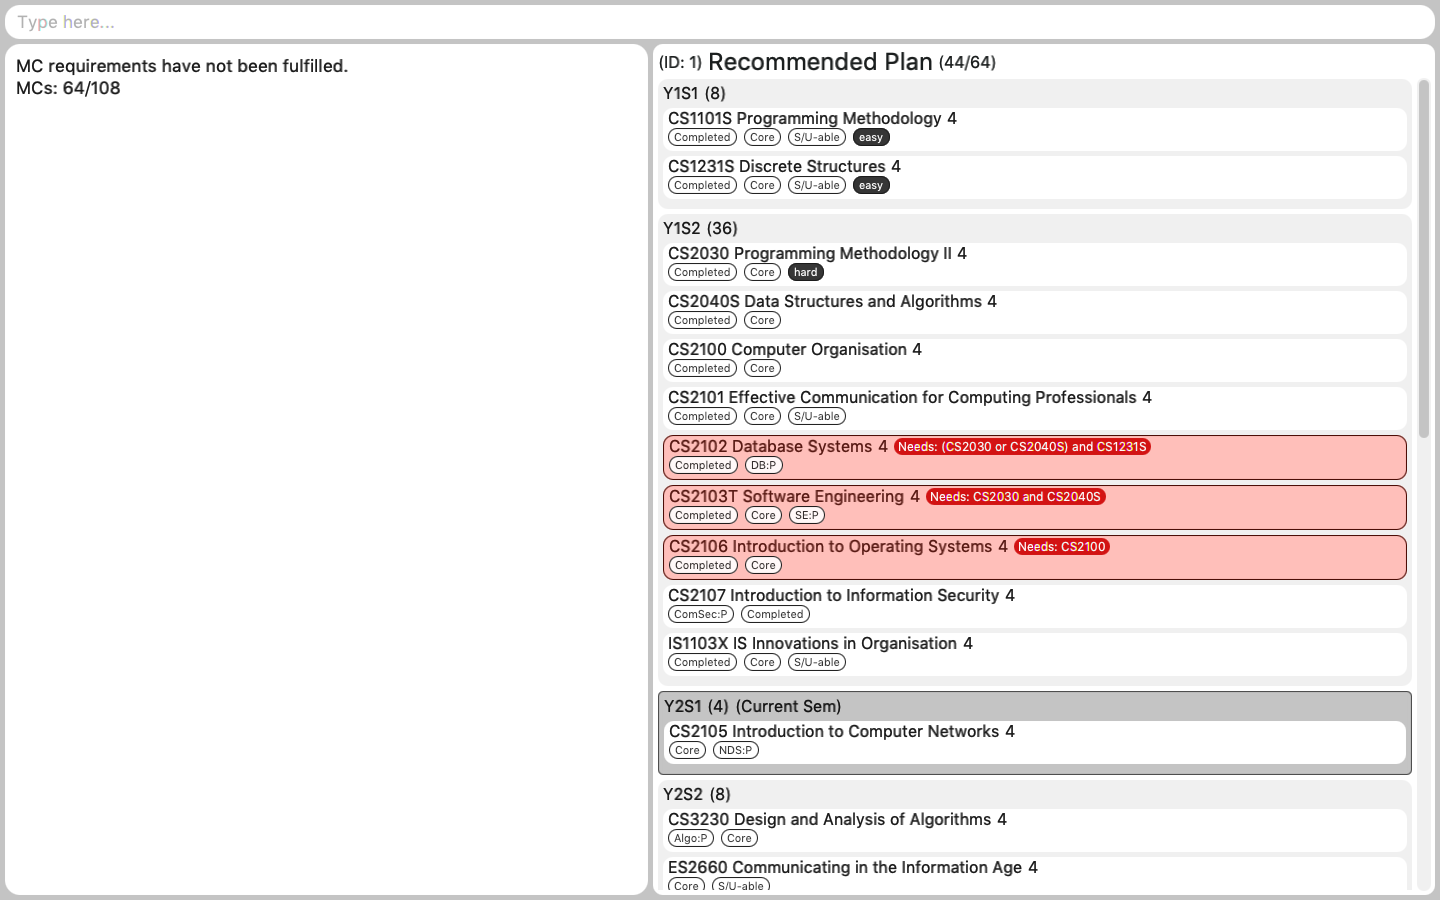 Type here...
MC requirements have not been fulfilled.
MCs: 64/108
(ID: 1) Recommended Plan (44/64)
Y1S1 (8)
CS1101S Programming Methodology 4
Completed Core S/U-able easy
CS1231S Discrete Structures 4
Completed Core S/U-able easy
Y1S2 (36)
CS2030 Programming Methodology II 4
Completed Core hard
CS2040S Data Structures and Algorithms 4
Completed Core
CS2100 Computer Organisation 4
Completed Core
CS2101 Effective Communication for Computing Professionals 4
Completed Core S/U-able
CS2102 Database Systems 4 Needs: (CS2030 or CS2040S) and CS1231S
Completed DB:P
CS2103T Software Engineering 4 Needs: CS2030 and CS2040S
Completed Core SE:P
CS2106 Introduction to Operating Systems 4 Needs: CS2100
Completed Core
CS2107 Introduction to Information Security 4
ComSec:P Completed
IS1103X IS Innovations in Organisation 4
Completed Core S/U-able
Y2S1 (4) (Current Sem)
CS2105 Introduction to Computer Networks 4
Core NDS:P
Y2S2 (8)
CS3230 Design and Analysis of Algorithms 4
Algo:P Core
ES2660 Communicating in the Information Age 4
Core S/U-able